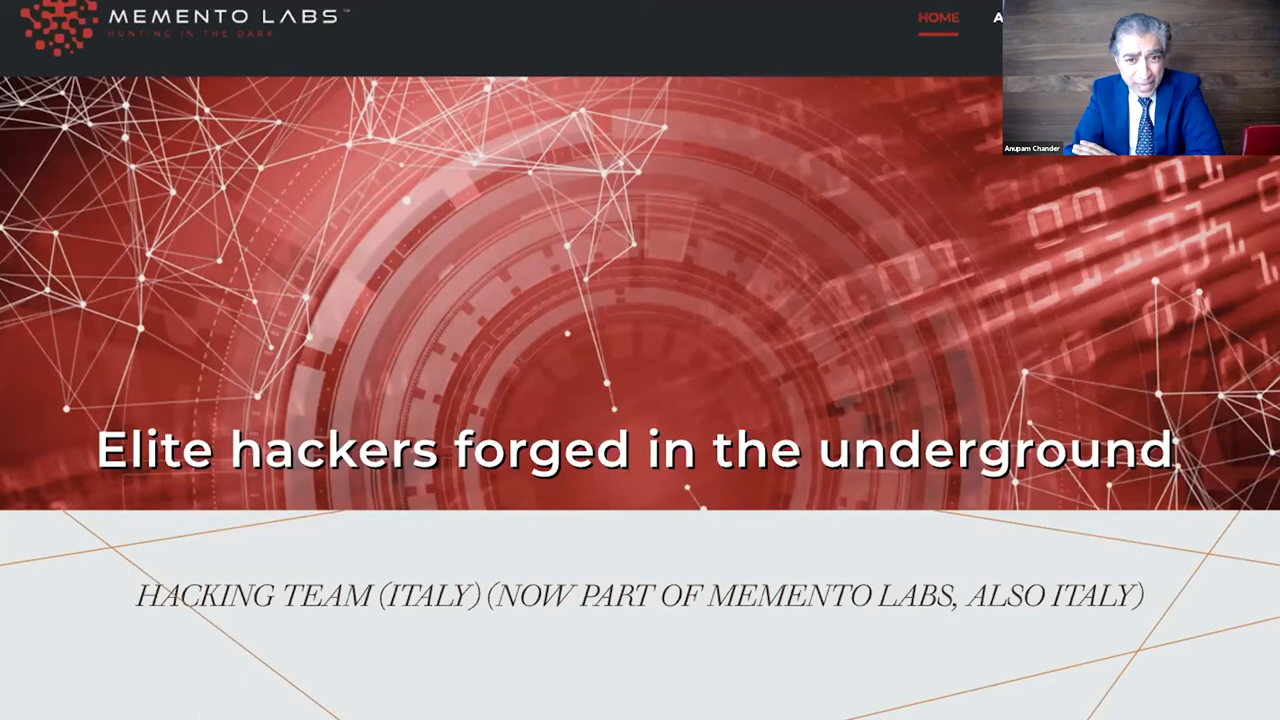 MEMENTO LABS™
HUNTING IN THE DARK
HOME
A
Anupam Chander
Elite hackers forged in the underground
HACKING TEAM (ITALY) (NOW PART OF MEMENTO LABS, ALSO ITALY)